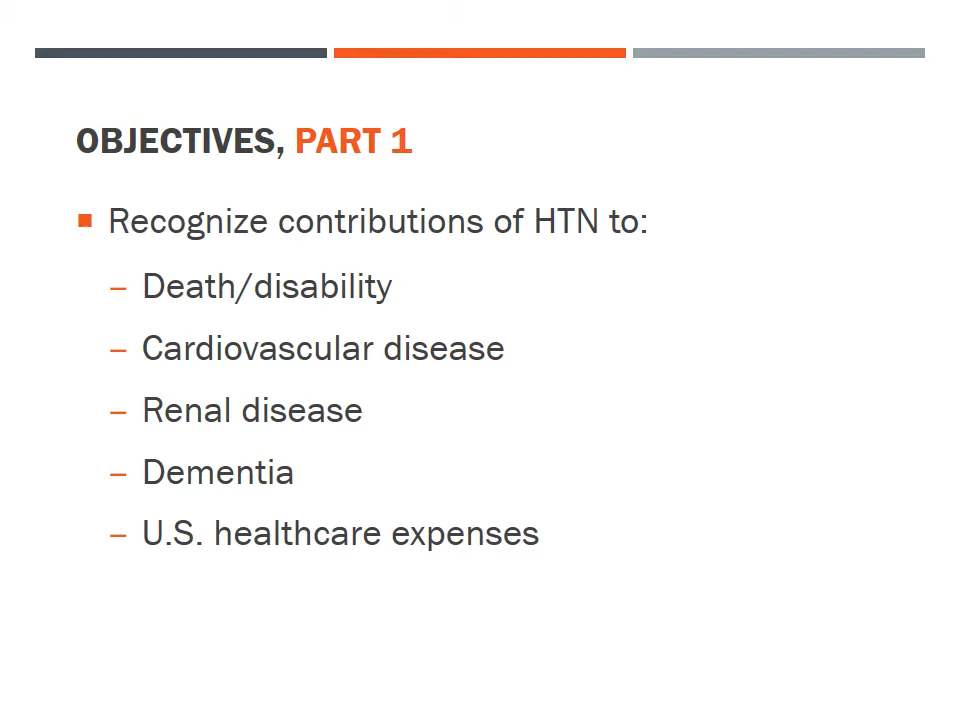 OBJECTIVES, PART 1
▪ Recognize contributions of HTN to:
– Death/disability
– Cardiovascular disease
– Renal disease
– Dementia
– U.S. healthcare expenses